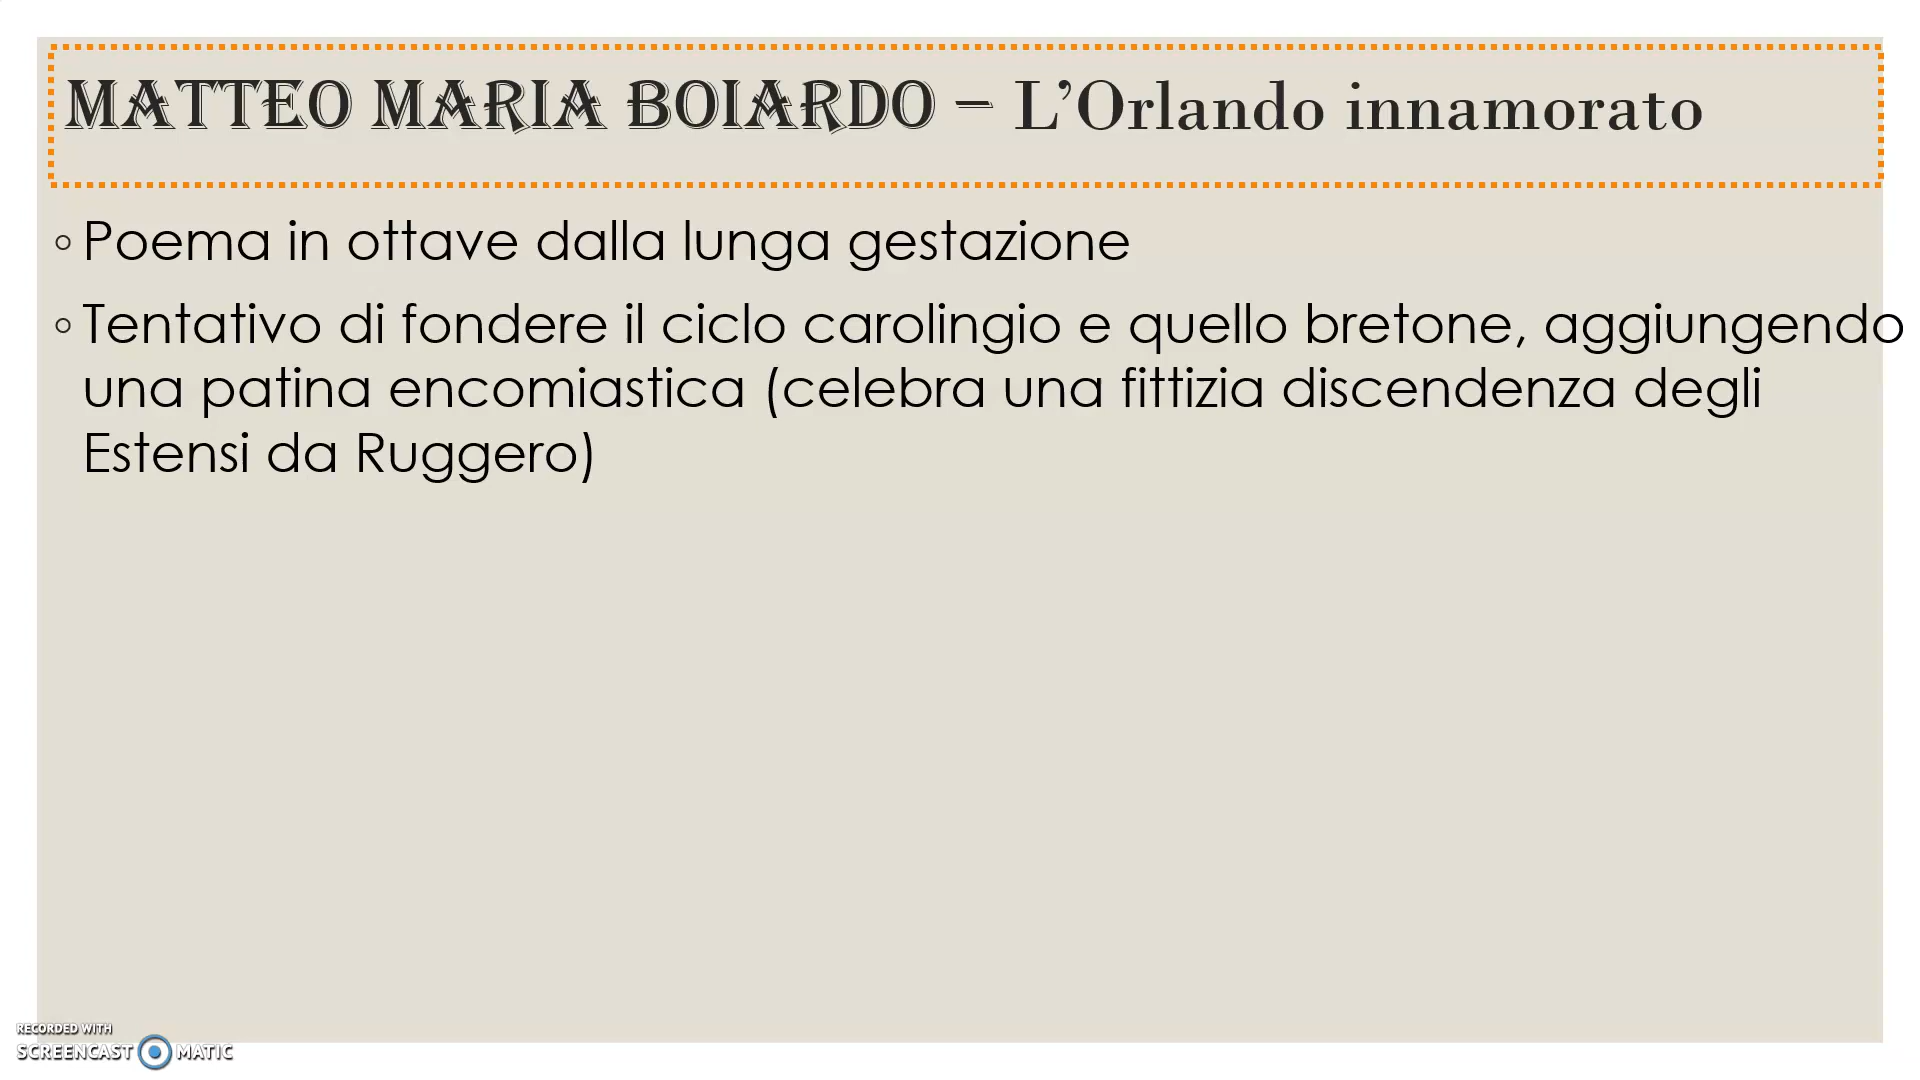 MATTEO MARIA BOIARDO – L’Orlando innamorato
◦ Poema in ottave dalla lunga gestazione
◦ Tentativo di fondere il ciclo carolingio e quello bretone, aggiungendo
una patina encomiastica (celebra una fittizia discendenza degli
Estensi da Ruggero)
RECORDED WITH
SCREENCAST MATIC